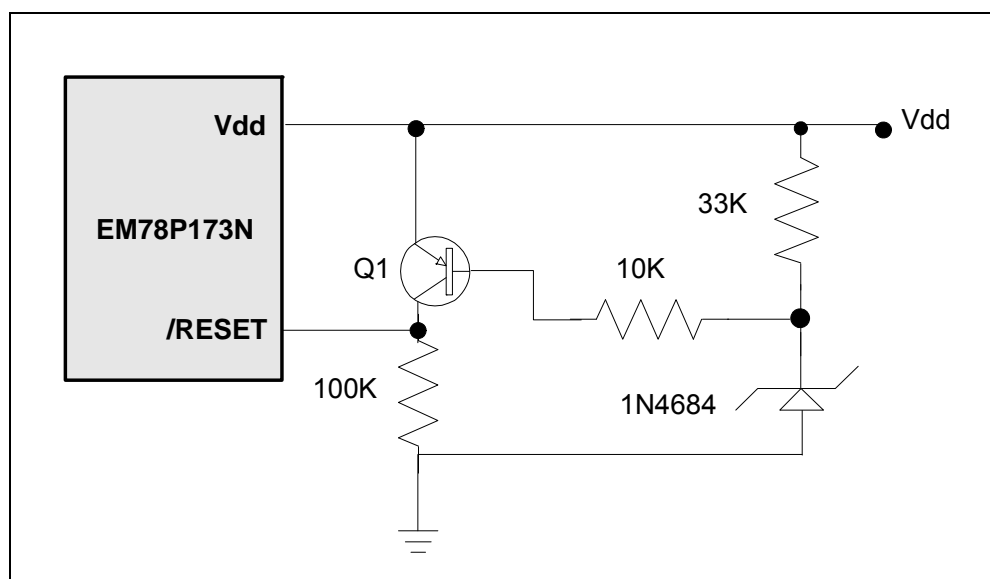 Vdd
Vdd
33K
EM78P173N
Q1
10K
/RESET
100K
1N4684